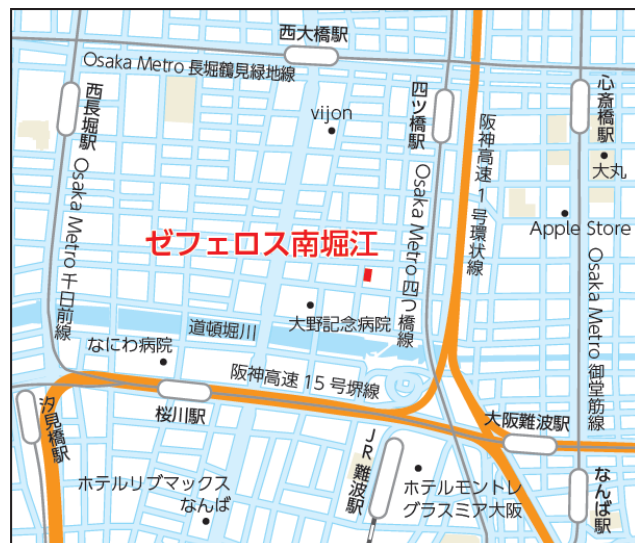 西大橋駅
Osaka Metro 長堀鶴見緑地線
西長堀駅
vijon
四ツ橋駅
阪神高速1号環状線
心斎橋駅
大丸
Apple Store
Osaka Metro 千日前線
Osaka Metro 四つ橋線
Osaka Metro 御堂筋線
ゼフェロス南堀江
大野記念病院
道頓堀川
なにわ病院
阪神高速15号堺線
汐見橋駅
桜川駅
大阪難波駅
JR難波駅
ホテルリブマックス
なんば
ホテルモントレ
グラスミア大阪
なんば駅